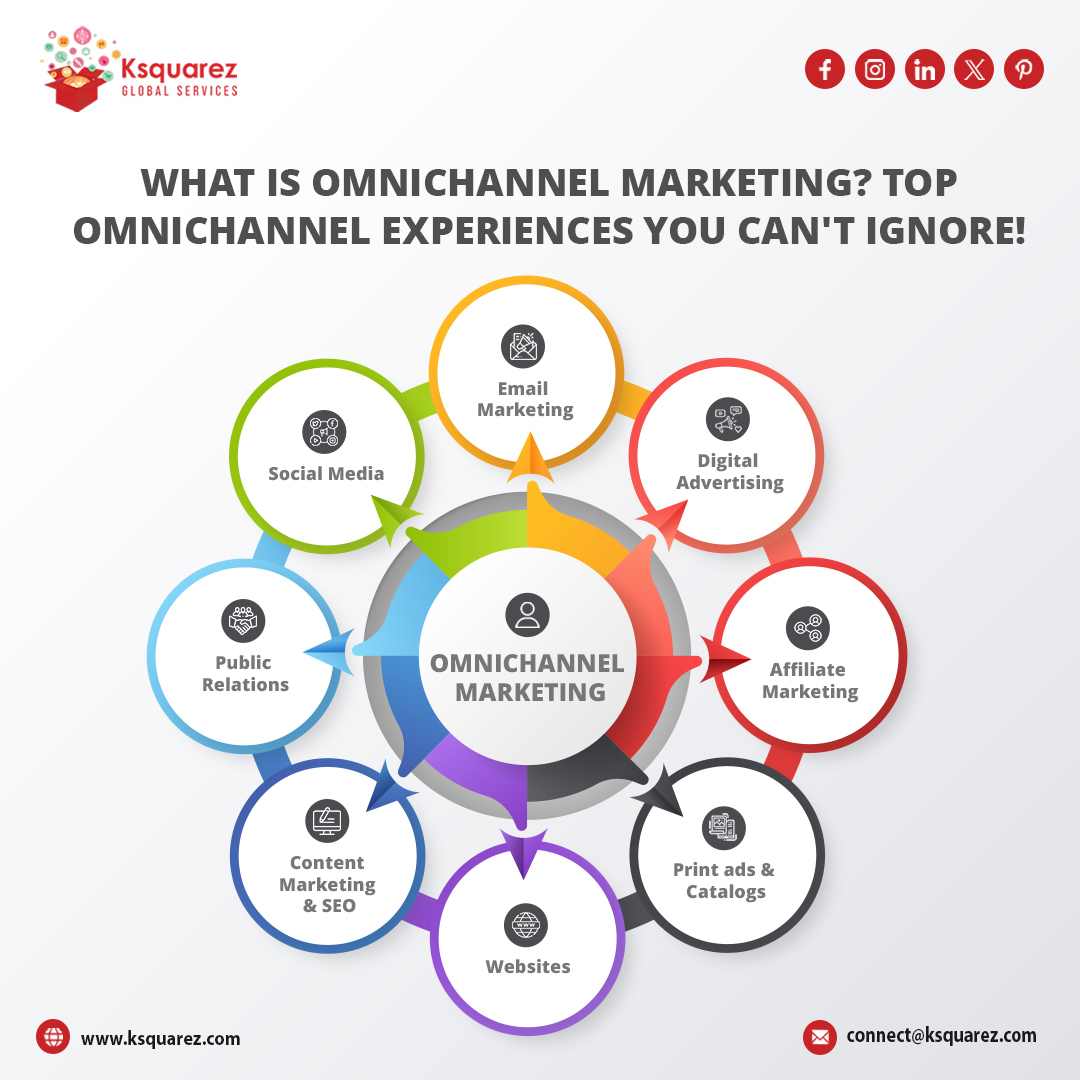 Ksquarez
GLOBAL SERVICES
WHAT IS OMNICHANNEL MARKETING? TOP
OMNICHANNEL EXPERIENCES YOU CAN'T IGNORE!
Email
Marketing
Digital
Advertising
Social Media
Affiliate
Marketing
Public
Relations
OMNICHANNEL
MARKETING
Print ads &
Catalogs
Content
Marketing
& SEO
WWW
Websites
www.ksquarez.com
connect@ksquarez.com